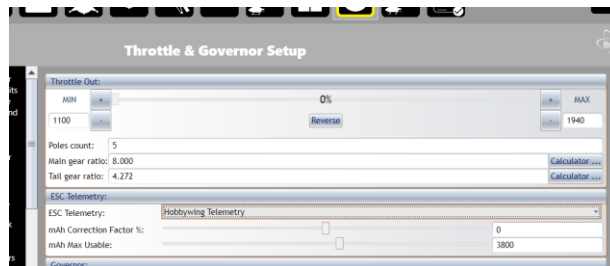 Throttle & Governor Setup
Throttle Out:
MIN + 0% + MAX
1100 - Reverse - 1940
Poles count: 5
Main gear ratio: 8.000 Calculator ...
Tail gear ratio: 4.272 Calculator ...
ESC Telemetry:
ESC Telemetry: Hobbywing Telemetry
mAh Correction Factor %: 0
mAh Max Usable: 3800
Governor: